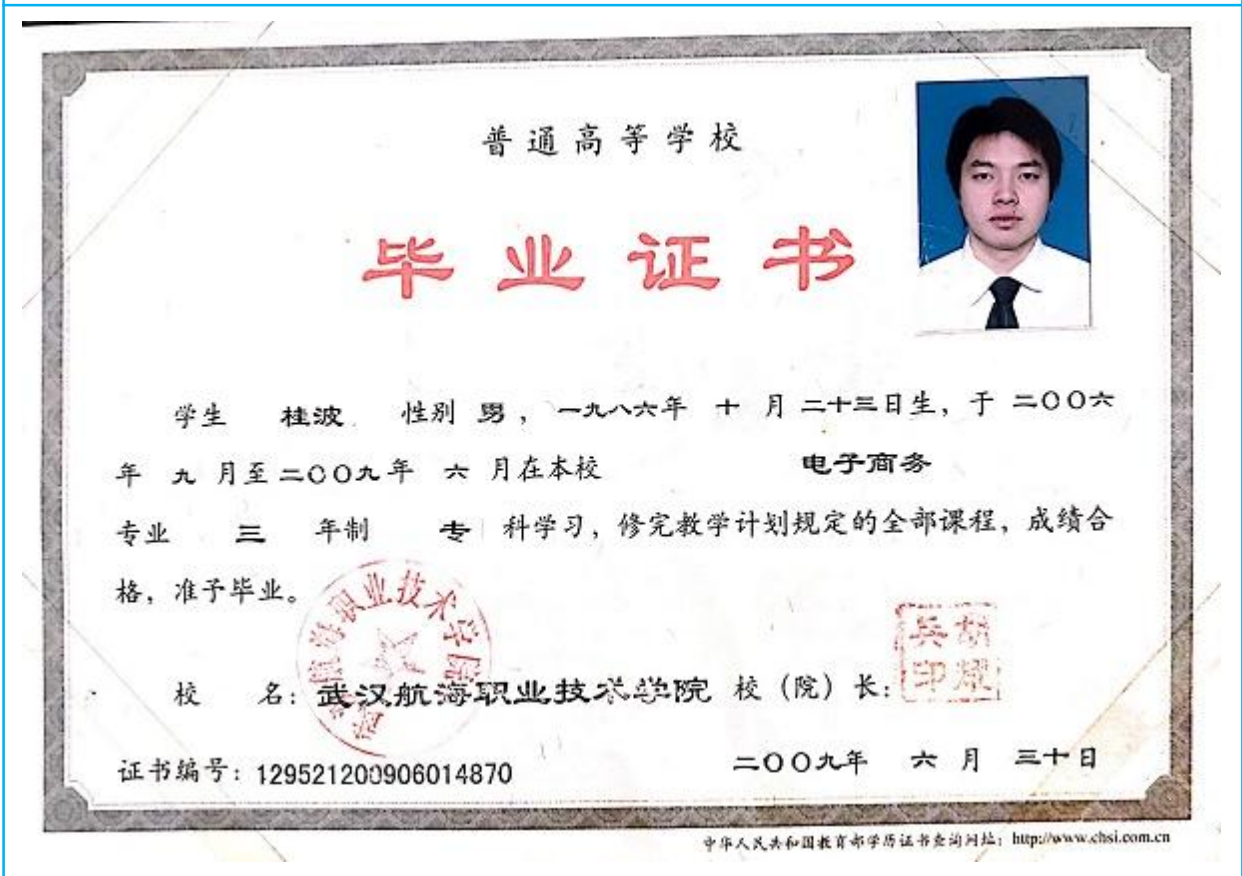 普通高等学校
毕业证书
学生 桂波 性别 男，一九八六年 十 月 二十三日生，于 二〇〇六
年 九 月至二〇〇九年 六 月在本校 电子商务
专业 三 年制 专 科学习，修完教学计划规定的全部课程，成绩合
格，准予毕业。
校 名：武汉航海职业技术学院 校（院）长：
证书编号：129521200906014870 二〇〇九年 六 月 三十日
中华人民共和国教育部学历证书查询网址：http://www.chsi.com.cn